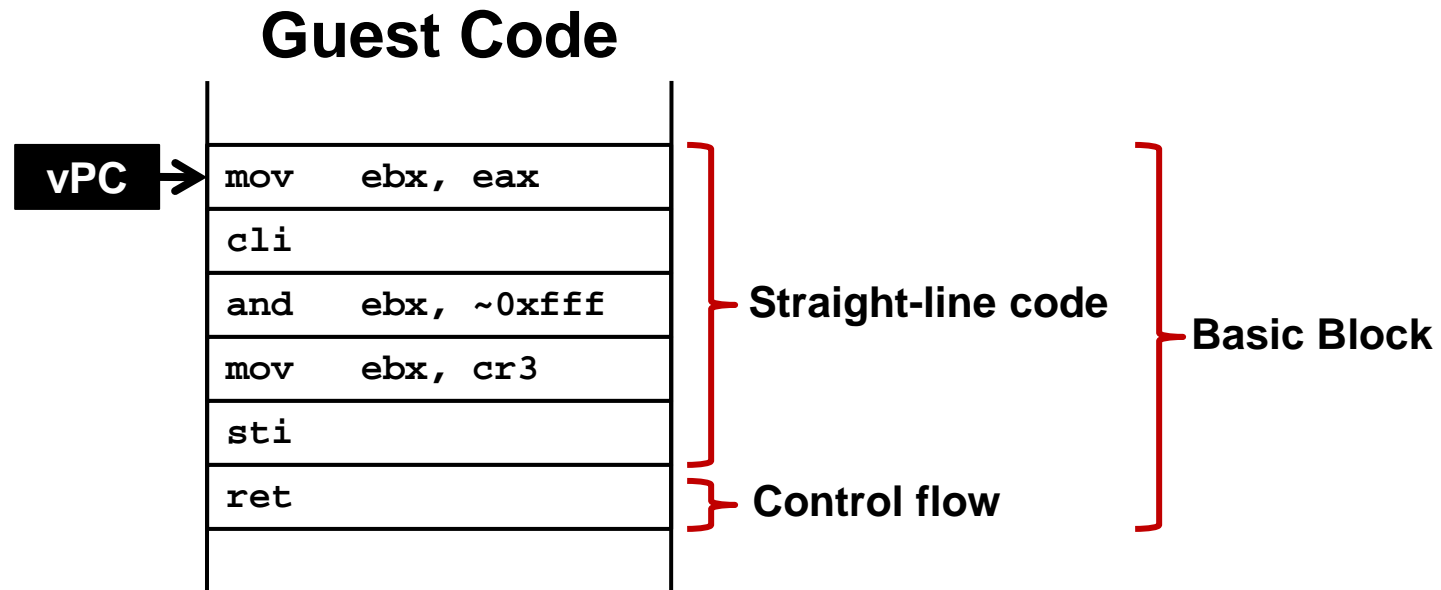 Guest Code
vPC
mov ebx, eax
cli
and ebx, ~0xfff
mov ebx, cr3
sti
ret
Straight-line code
Control flow
Basic Block